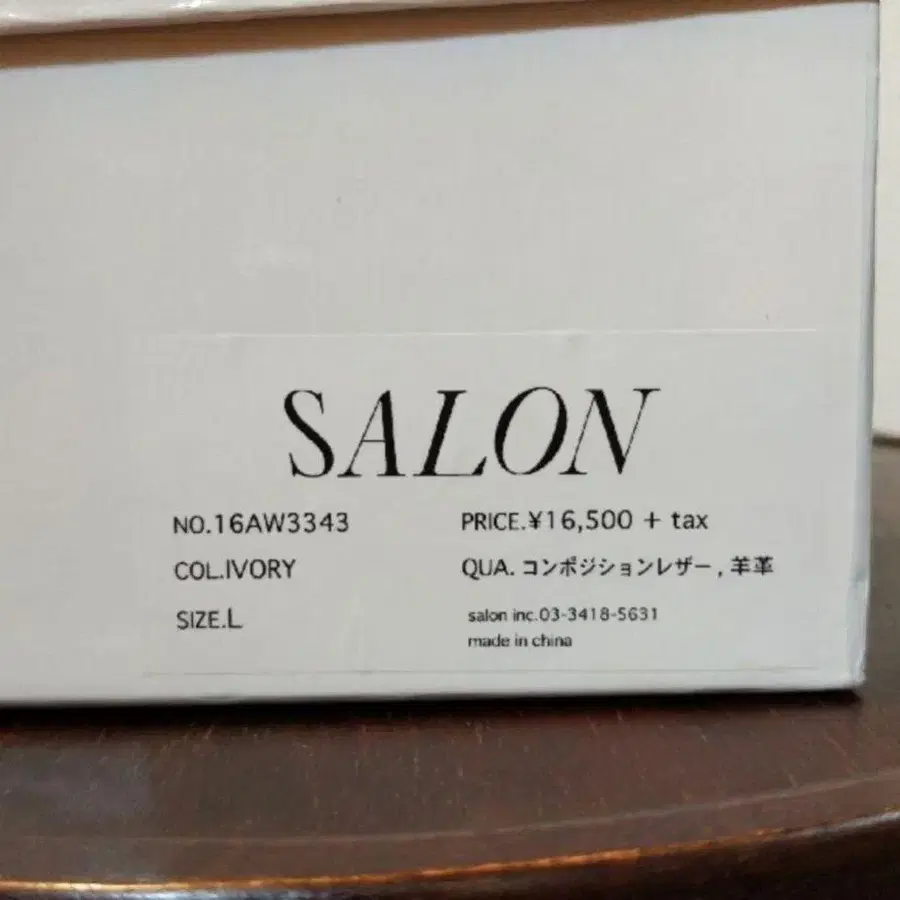 SALON
NO.16AW3343
PRICE.¥16,500 + tax
COL.IVORY
QUA. コンポジションレザー , 羊革
SIZE.L
salon inc.03-3418-5631
made in china